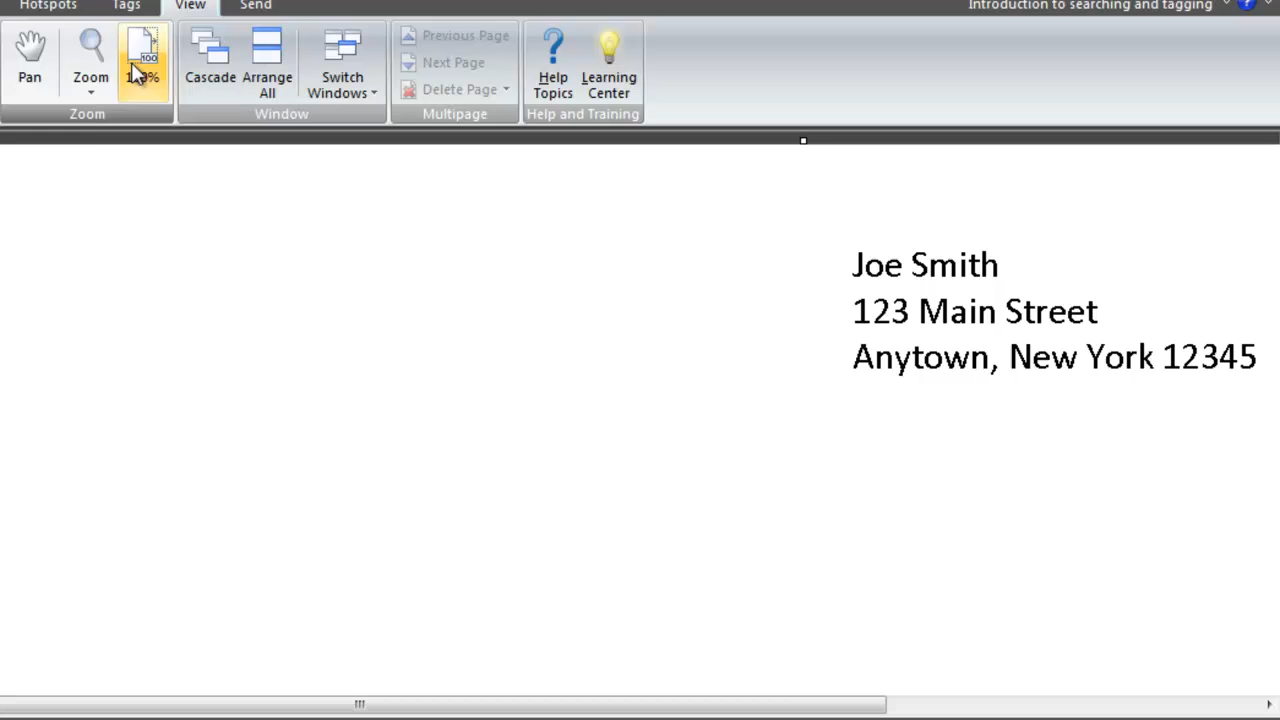 Hotspots Tags View Send Introduction to searching and tagging
Pan Zoom 100% Cascade Arrange All Switch Windows Previous Page Next Page Delete Page Help Topics Learning Center
Zoom Window Multipage Help and Training
Joe Smith
123 Main Street
Anytown, New York 12345